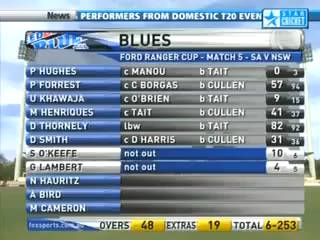 News PERFORMERS FROM DOMESTIC T20 EVEN
STAR
CRICKET
BLUES
FORD RANGER CUP - MATCH 5 - SA V NSW
P HUGHES c MANOU b TAIT 0 3
P FORREST c C BORGAS b CULLEN 57 94
U KHAWAJA c O'BRIEN b TAIT 9 15
M HENRIQUES c TAIT b CULLEN 41 37
D THORNELY lbw b TAIT 82 92
D SMITH c D HARRIS b CULLEN 31 36
S O'KEEFE not out 10 6
G LAMBERT not out 4 5
N HAURITZ
A BIRD
M CAMERON
foxsports.com.au OVERS 48 EXTRAS 19 TOTAL 6-253